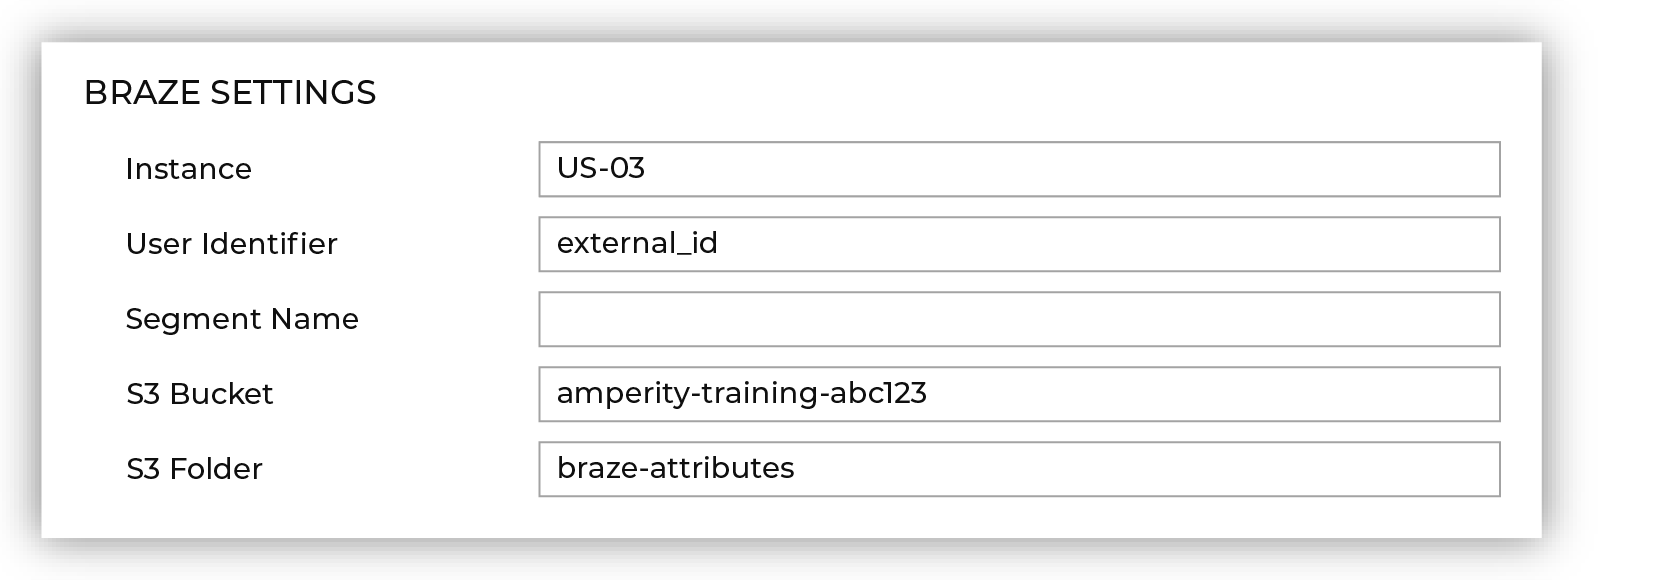 BRAZE SETTINGS
Instance US-03
User Identifier external_id
Segment Name
S3 Bucket amperity-training-abc123
S3 Folder braze-attributes